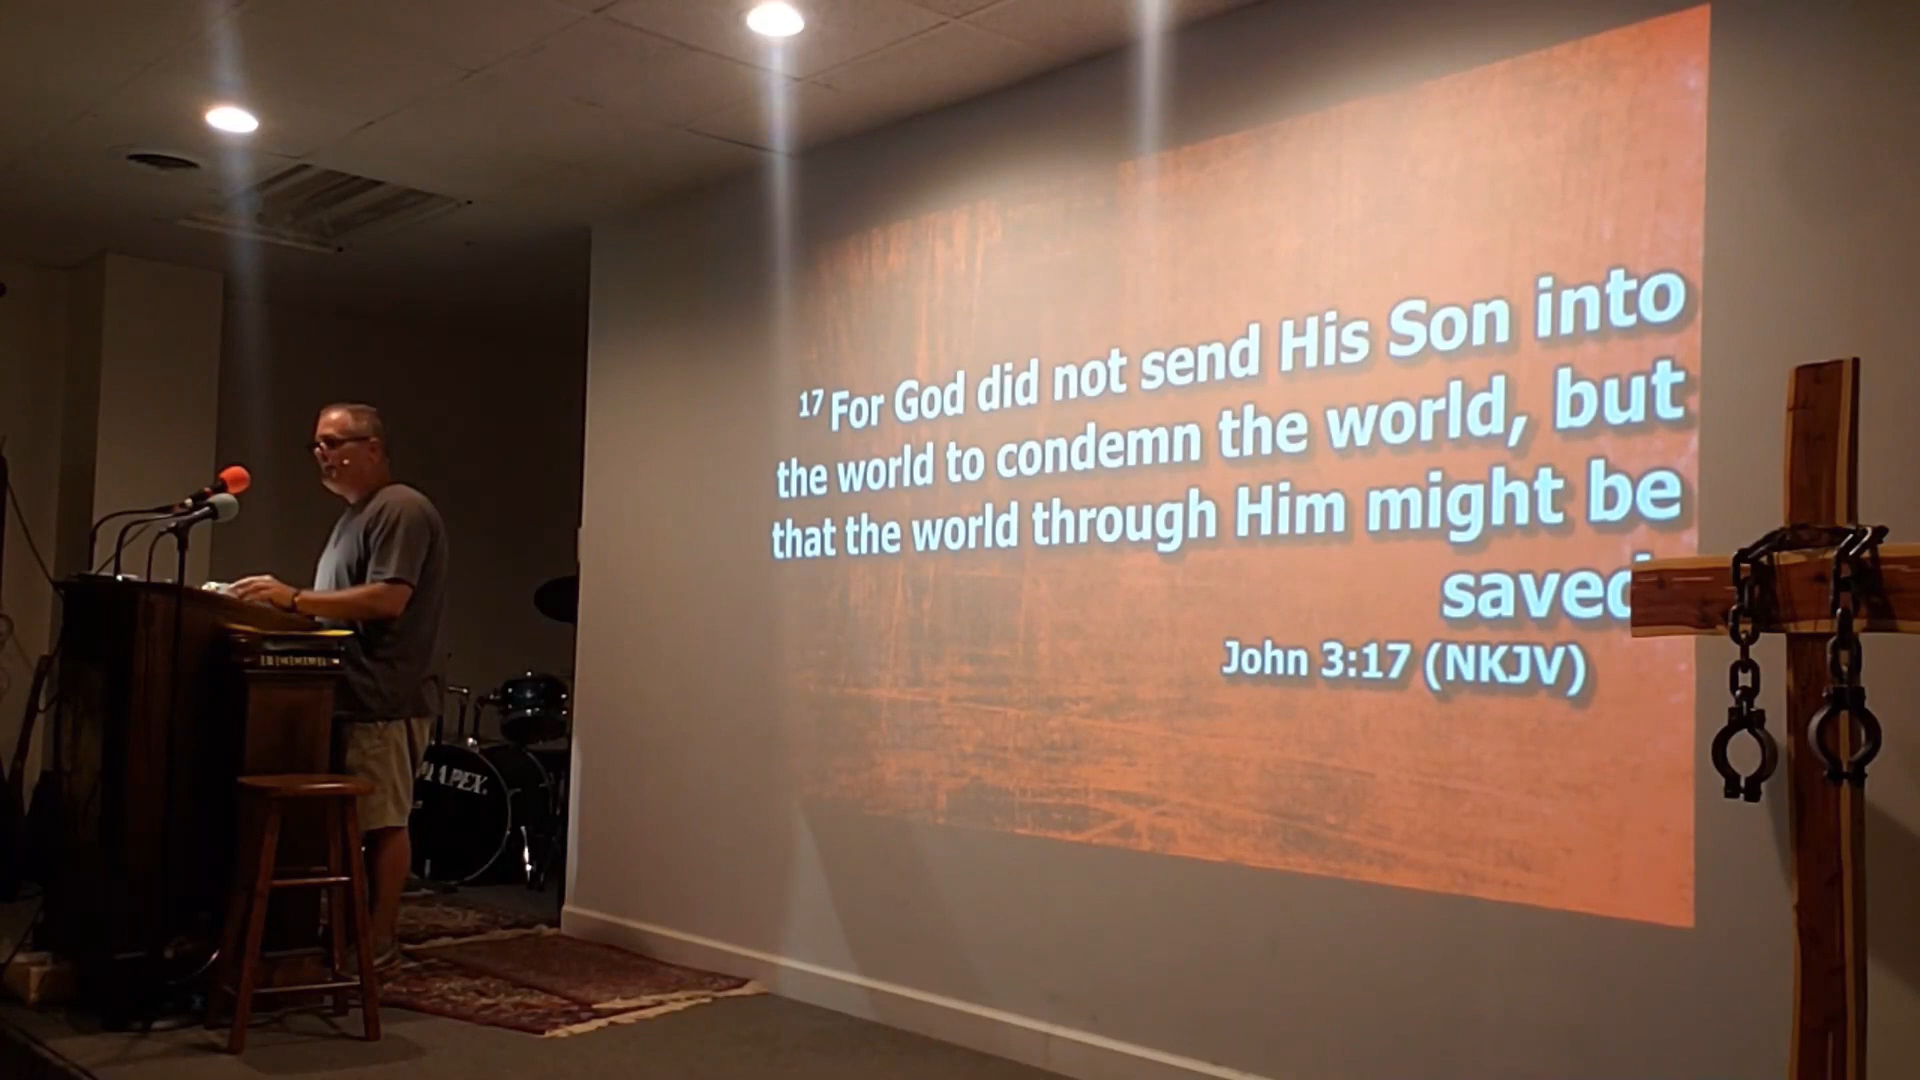 17 For God did not send His Son into
the world to condemn the world, but
that the world through Him might be
saved
John 3:17 (NKJV)
MAPEX